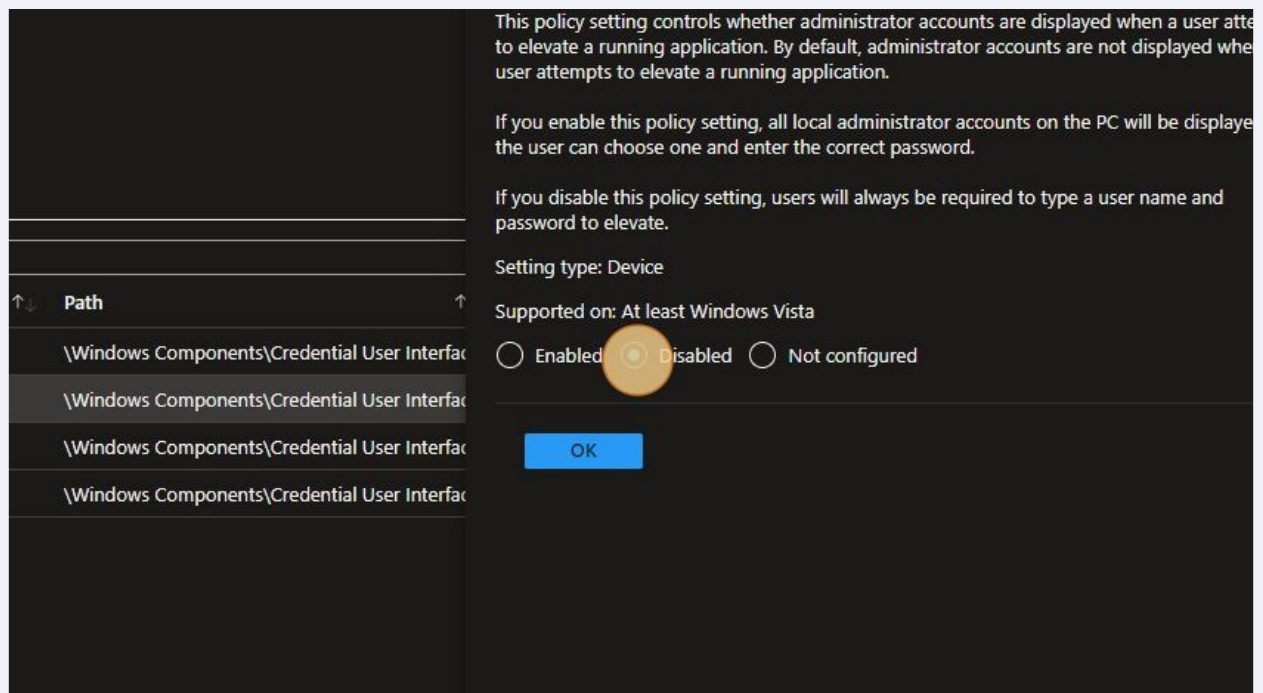 This policy setting controls whether administrator accounts are displayed when a user atte
to elevate a running application. By default, administrator accounts are not displayed whe
user attempts to elevate a running application.
If you enable this policy setting, all local administrator accounts on the PC will be displaye
the user can choose one and enter the correct password.
If you disable this policy setting, users will always be required to type a user name and
password to elevate.
Setting type: Device
Supported on: At least Windows Vista
Enabled Disabled Not configured
OK
↑↓ Path ↑
\Windows Components\Credential User Interfac
\Windows Components\Credential User Interfac
\Windows Components\Credential User Interfac
\Windows Components\Credential User Interfac